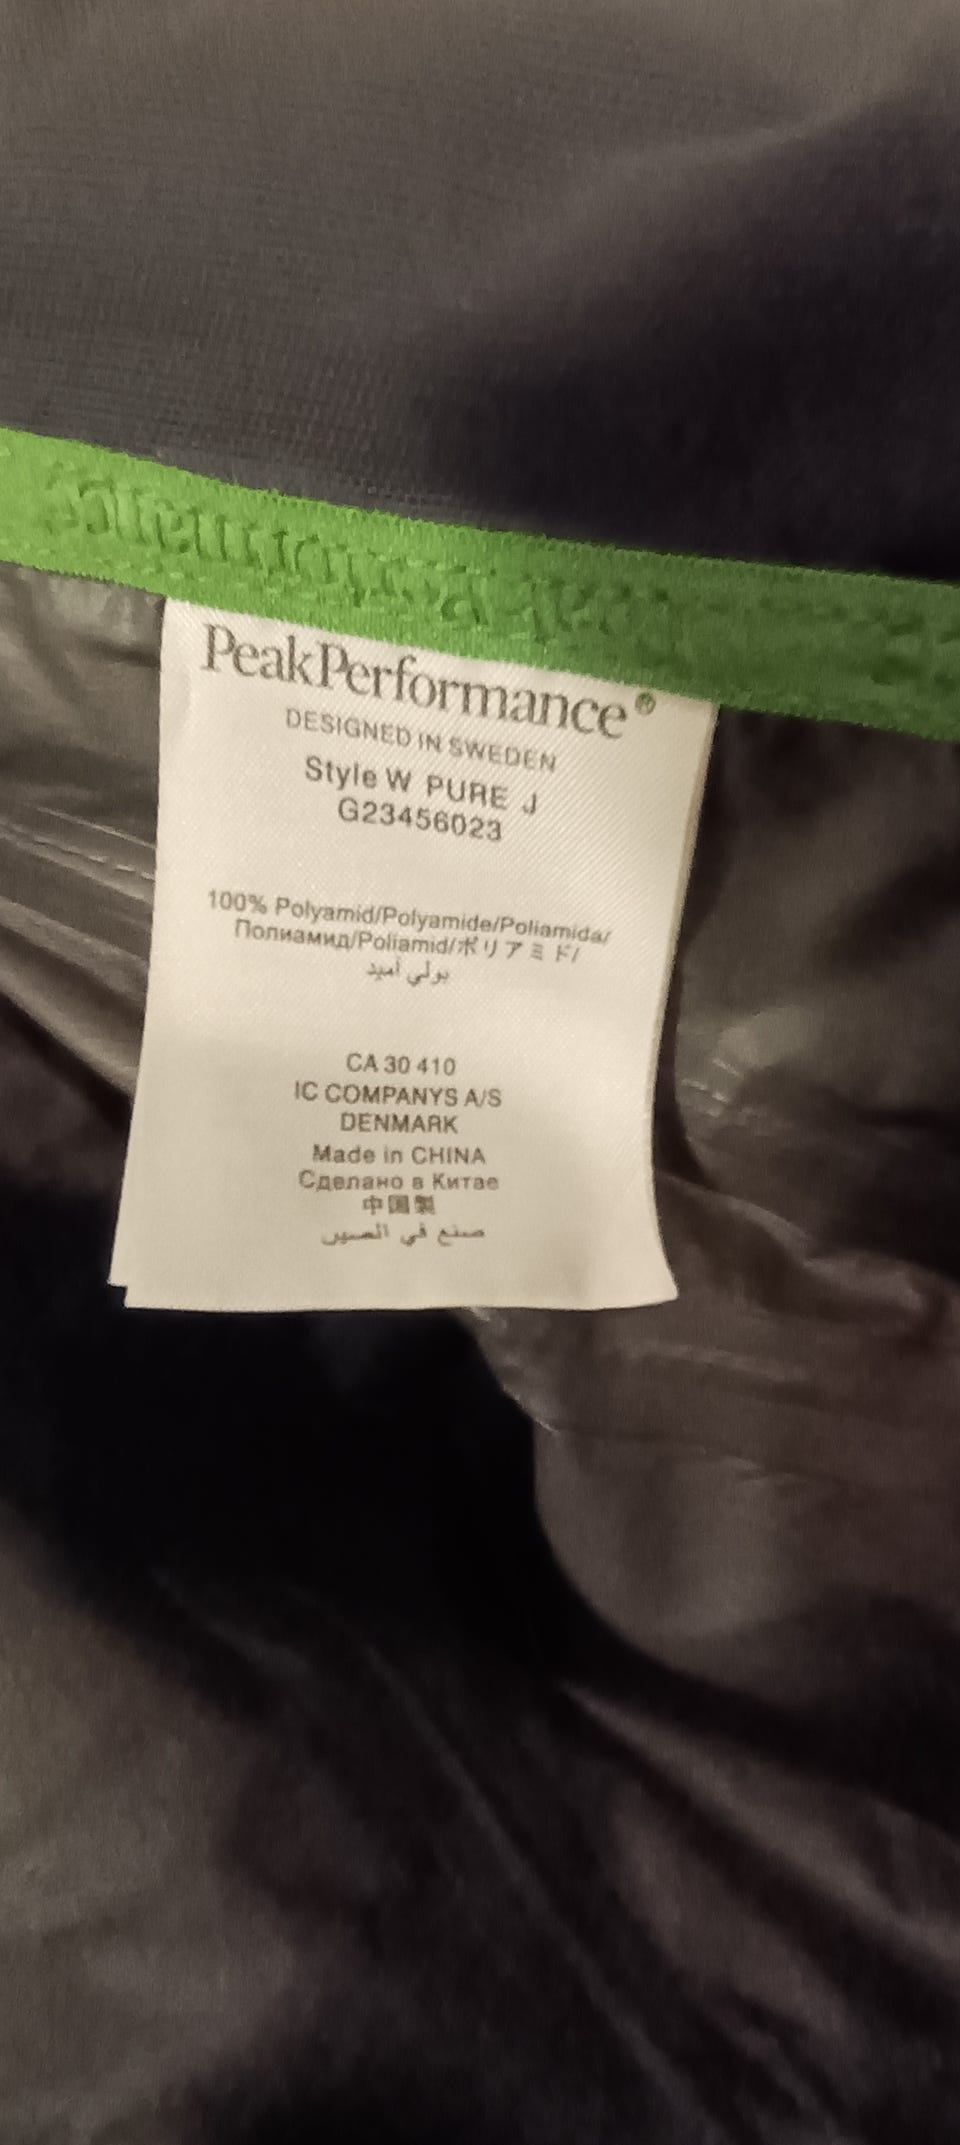 PeakPerformance®
DESIGNED IN SWEDEN
Style W PURE J
G23456023
100% Polyamid/Polyamide/Poliamida/
Полиамид/Poliamid/ポリアミド/
بولي أميد
CA 30 410
IC COMPANYS A/S
DENMARK
Made in CHINA
Сделано в Китае
中国製
صنع في الصين